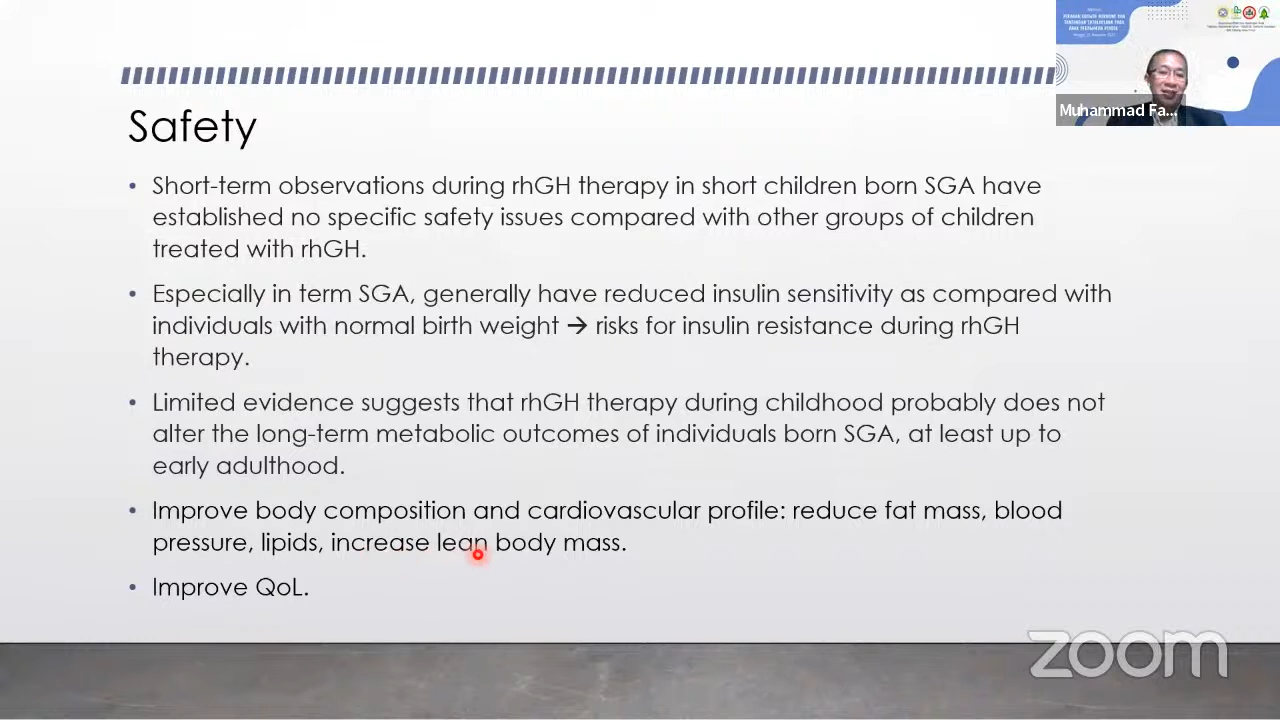 Safety
• Short-term observations during rhGH therapy in short children born SGA have
established no specific safety issues compared with other groups of children
treated with rhGH.
• Especially in term SGA, generally have reduced insulin sensitivity as compared with
individuals with normal birth weight → risks for insulin resistance during rhGH
therapy.
• Limited evidence suggests that rhGH therapy during childhood probably does not
alter the long-term metabolic outcomes of individuals born SGA, at least up to
early adulthood.
• Improve body composition and cardiovascular profile: reduce fat mass, blood
pressure, lipids, increase lean body mass.
• Improve QoL.
Muhammad Fa...
zoom